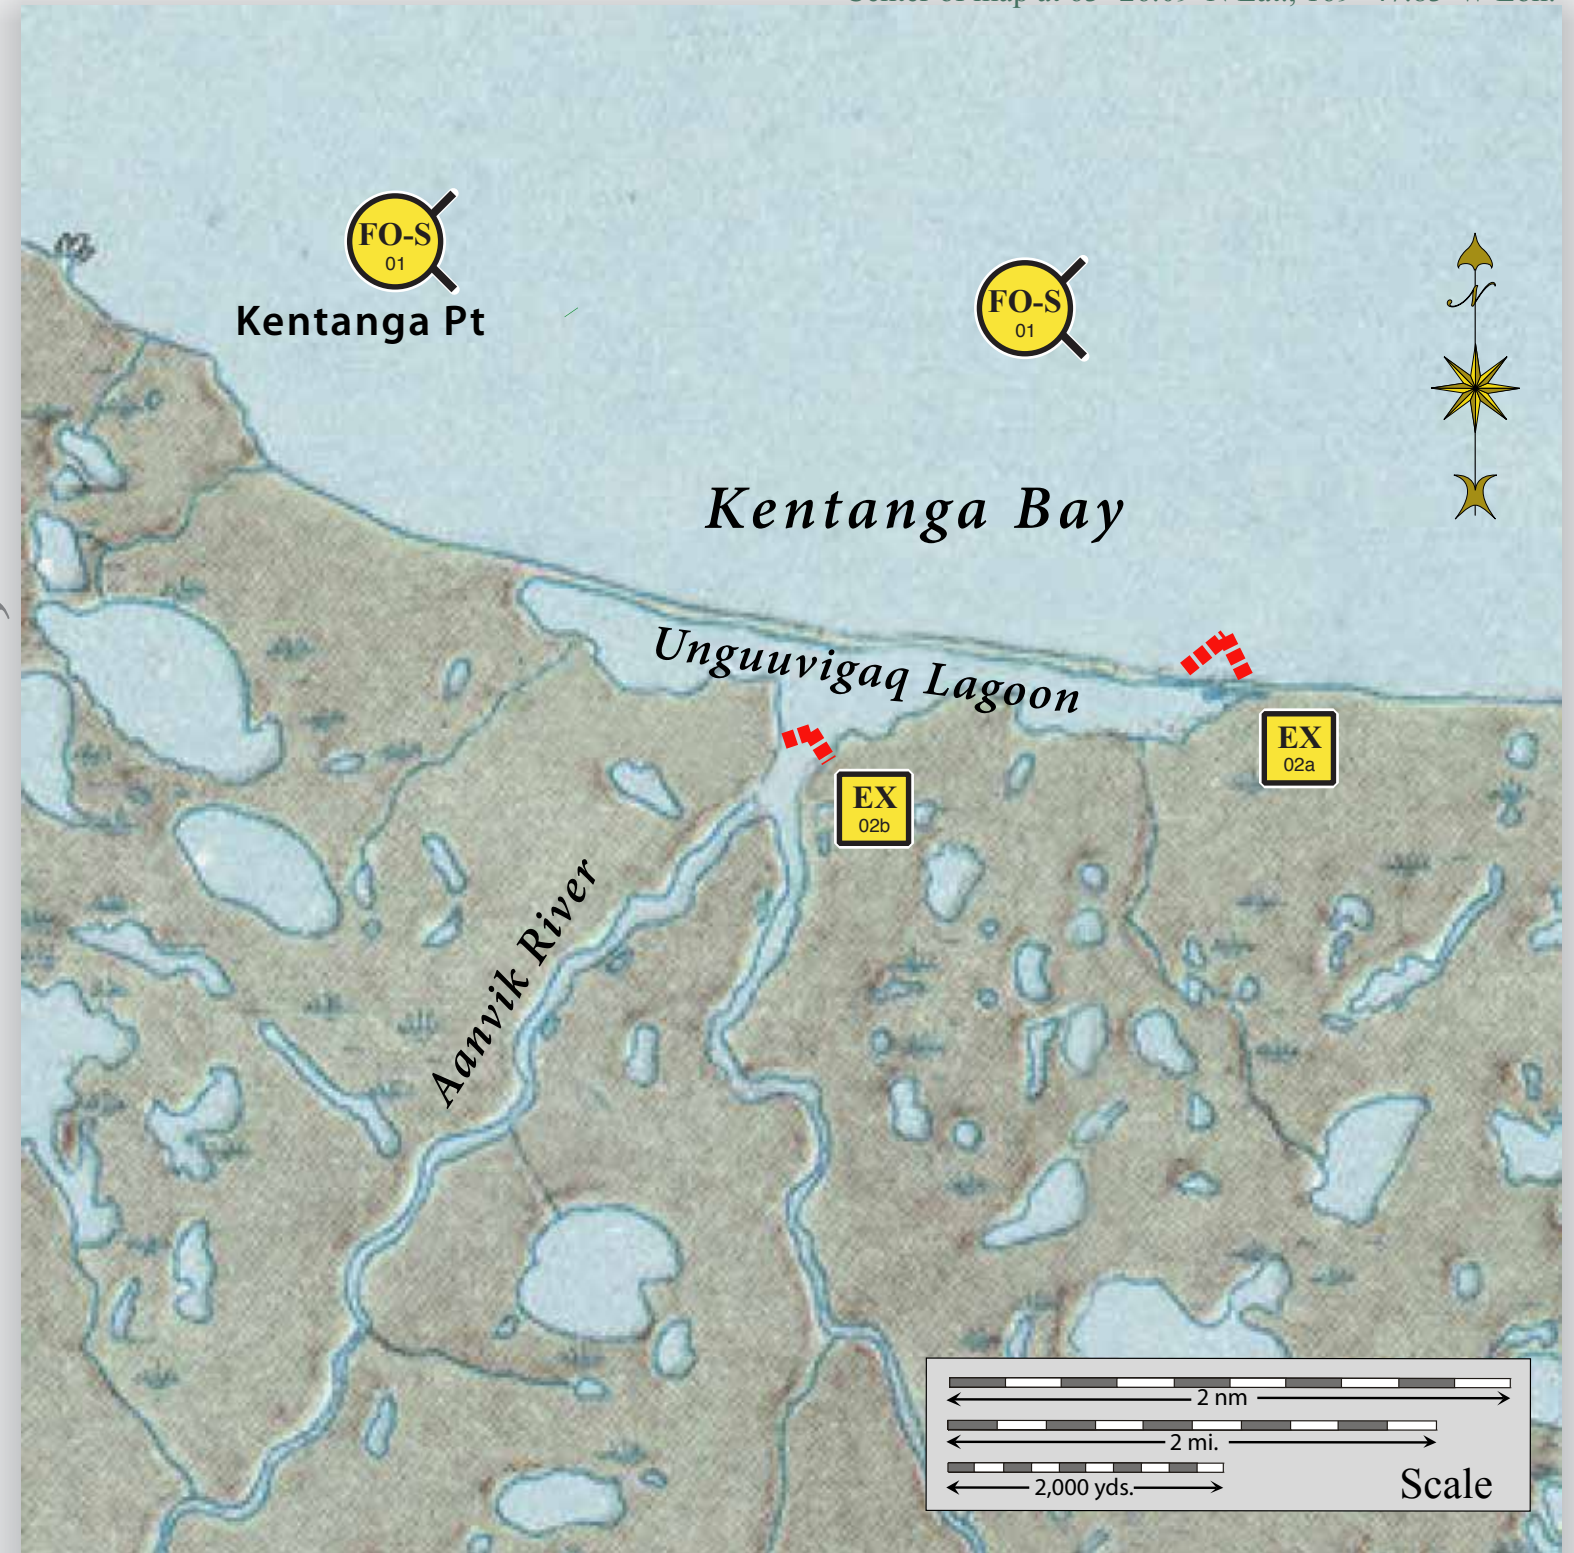 FO-S
01
Kentanga Pt
FO-S
01
N
Kentanga Bay
Unguuvigaq Lagoon
EX
02a
EX
02b
Aanvik River
2 nm
2 mi.
2,000 yds.
Scale